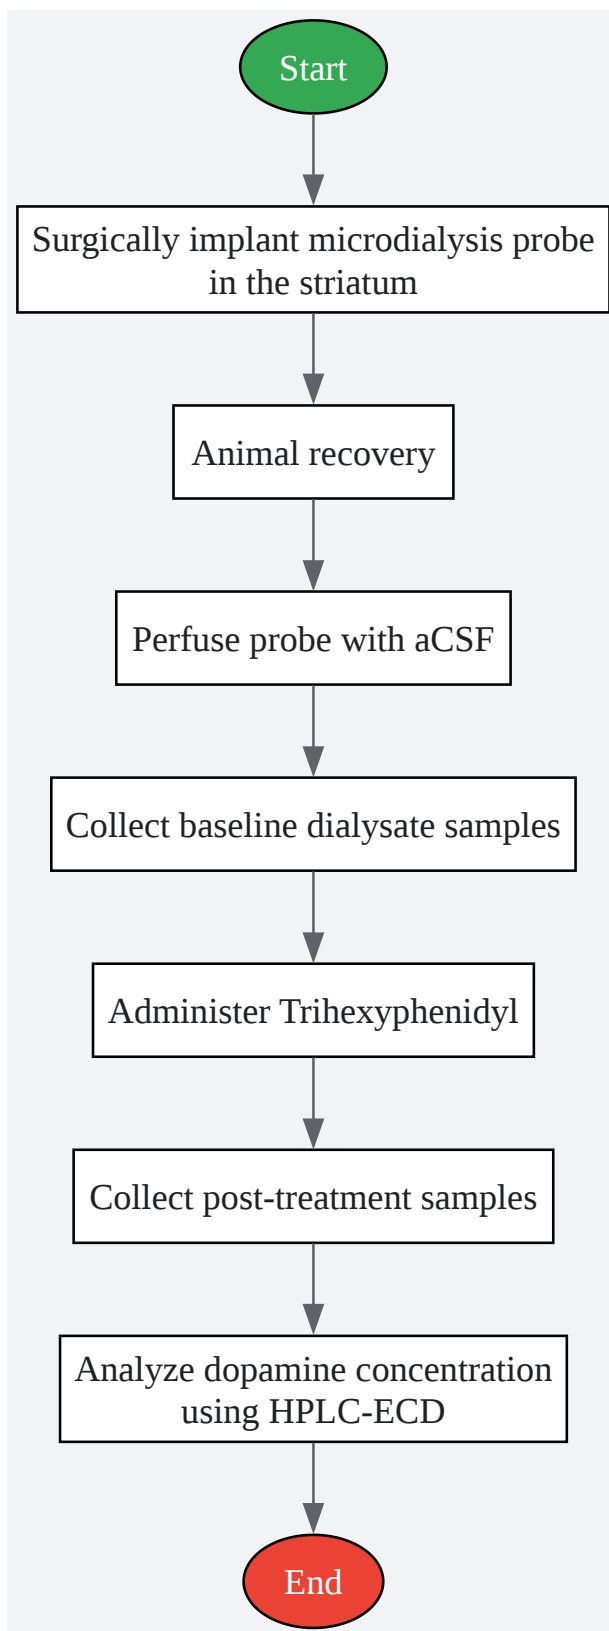 Start
Surgically implant microdialysis probe
in the striatum
Animal recovery
Perfuse probe with aCSF
Collect baseline dialysate samples
Administer Trihexyphenidyl
Collect post-treatment samples
Analyze dopamine concentration
using HPLC-ECD
End